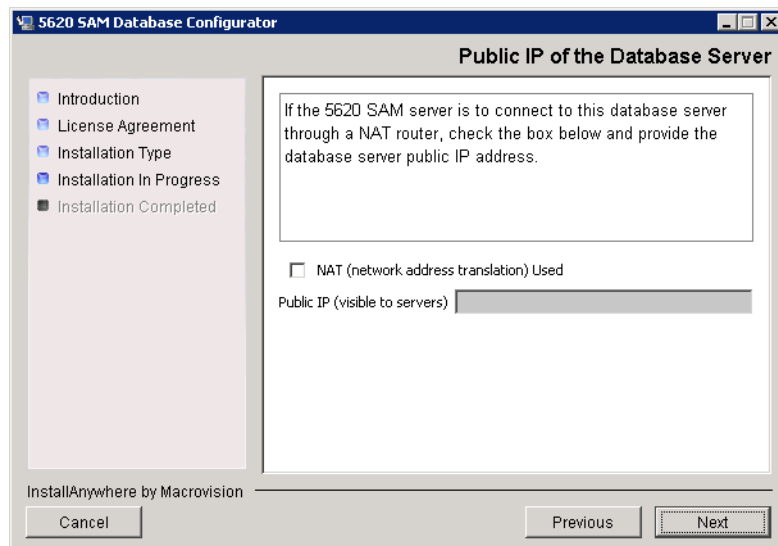 5620 SAM Database Configurator
Public IP of the Database Server
Introduction
License Agreement
Installation Type
Installation In Progress
Installation Completed
If the 5620 SAM server is to connect to this database server
through a NAT router, check the box below and provide the
database server public IP address.
NAT (network address translation) Used
Public IP (visible to servers)
InstallAnywhere by Macrovision
Cancel
Previous
Next